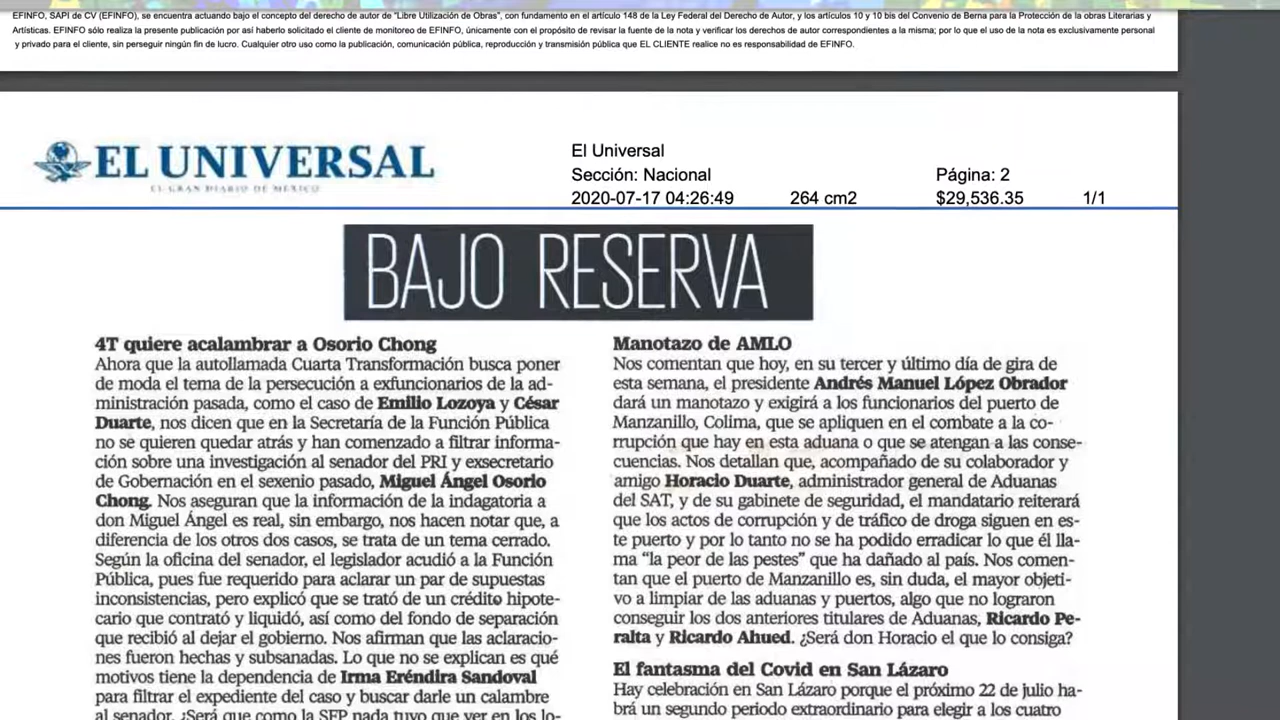 EFINFO, SAPI de CV (EFINFO), se encuentra actuando bajo el concepto del derecho de autor de “Libre Utilización de Obras”, con fundamento en el artículo 148 de la Ley Federal del Derecho de Autor, y los artículos 10 y 10 bis del Convenio de Berna para la Protección de la obras Literarias y
Artísticas. EFINFO sólo realiza la presente publicación por así haberlo solicitado el cliente de monitoreo de EFINFO, únicamente con el propósito de revisar la fuente de la nota y verificar los derechos de autor correspondientes a la misma; por lo que el uso de la nota es exclusivamente personal
y privado para el cliente, sin perseguir ningún fin de lucro. Cualquier otro uso como la publicación, comunicación pública, reproducción y transmisión pública que EL CLIENTE realice no es responsabilidad de EFINFO.
EL UNIVERSAL
EL GRAN DIARIO DE MÉXICO
El Universal
Sección: Nacional Página: 2
2020-07-17 04:26:49 264 cm2 $29,536.35 1/1
BAJO RESERVA
4T quiere acalambrar a Osorio Chong
Ahora que la autollamada Cuarta Transformación busca poner
de moda el tema de la persecución a exfuncionarios de la ad-
ministración pasada, como el caso de Emilio Lozoya y César
Duarte, nos dicen que en la Secretaría de la Función Pública
no se quieren quedar atrás y han comenzado a filtrar informa-
ción sobre una investigación al senador del PRI y exsecretario
de Gobernación en el sexenio pasado, Miguel Ángel Osorio
Chong. Nos aseguran que la información de la indagatoria a
don Miguel Ángel es real, sin embargo, nos hacen notar que, a
diferencia de los otros dos casos, se trata de un tema cerrado.
Según la oficina del senador, el legislador acudió a la Función
Pública, pues fue requerido para aclarar un par de supuestas
inconsistencias, pero explicó que se trató de un crédito hipote-
cario que contrató y liquidó, así como del fondo de separación
que recibió al dejar el gobierno. Nos afirman que las aclaracio-
nes fueron hechas y subsanadas. Lo que no se explican es qué
motivos tiene la dependencia de Irma Eréndira Sandoval
para filtrar el expediente del caso y buscar darle un calambre
al senador. ¿Será que como la SFP nada tuvo que ver en los lo-
Manotazo de AMLO
Nos comentan que hoy, en su tercer y último día de gira de
esta semana, el presidente Andrés Manuel López Obrador
dará un manotazo y exigirá a los funcionarios del puerto de
Manzanillo, Colima, que se apliquen en el combate a la co-
rrupción que hay en esta aduana o que se atengan a las conse-
cuencias. Nos detallan que, acompañado de su colaborador y
amigo Horacio Duarte, administrador general de Aduanas
del SAT, y de su gabinete de seguridad, el mandatario reiterará
que los actos de corrupción y de tráfico de droga siguen en es-
te puerto y por lo tanto no se ha podido erradicar lo que él lla-
ma “la peor de las pestes” que ha dañado al país. Nos comen-
tan que el puerto de Manzanillo es, sin duda, el mayor objeti-
vo a limpiar de las aduanas y puertos, algo que no lograron
conseguir los dos anteriores titulares de Aduanas, Ricardo Pe-
ralta y Ricardo Ahued. ¿Será don Horacio el que lo consiga?
El fantasma del Covid en San Lázaro
Hay celebración en San Lázaro porque el próximo 22 de julio ha-
brá un segundo periodo extraordinario para elegir a los cuatro